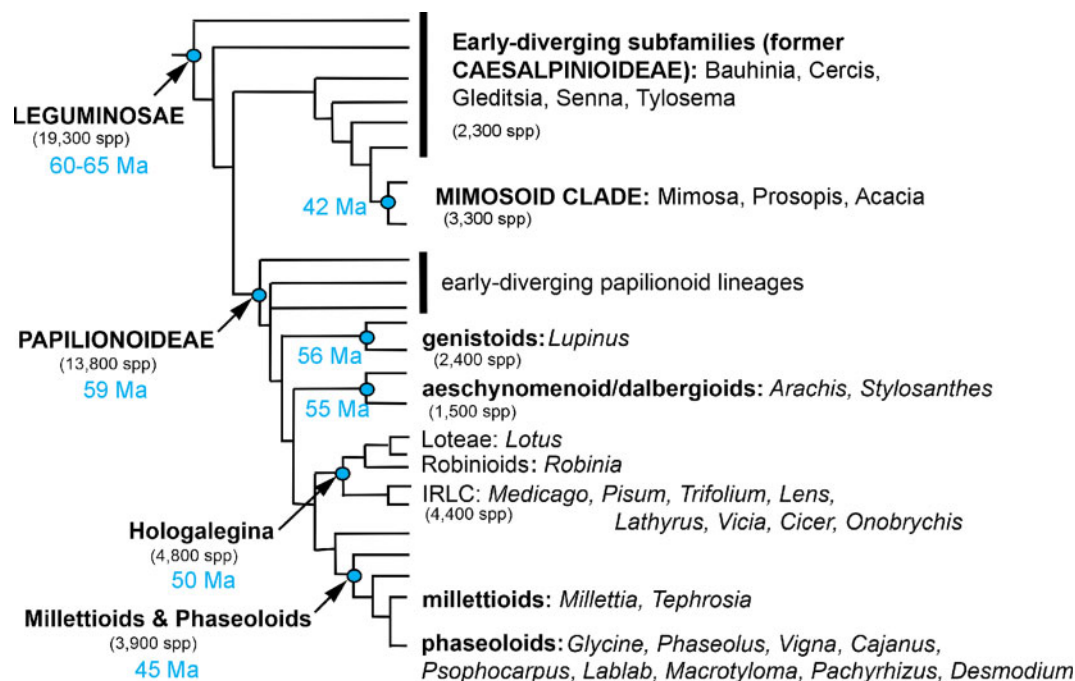 Early-diverging subfamilies (former
CAESALPINIOIDEAE): Bauhinia, Cercis,
Gleditsia, Senna, Tylosema
(2,300 spp)
LEGUMINOSAE
(19,300 spp)
60-65 Ma
42 Ma
MIMOSOID CLADE: Mimosa, Prosopis, Acacia
(3,300 spp)
early-diverging papilionoid lineages
PAPILIONOIDEAE
(13,800 spp)
59 Ma
56 Ma
genistoids: Lupinus
(2,400 spp)
55 Ma
aeschynomenoid/dalbergioids: Arachis, Stylosanthes
(1,500 spp)
Loteae: Lotus
Robinioids: Robinia
IRLC: Medicago, Pisum, Trifolium, Lens,
(4,400 spp)
Lathyrus, Vicia, Cicer, Onobrychis
Hologalegina
(4,800 spp)
50 Ma
Millettioids & Phaseoloids
(3,900 spp)
45 Ma
millettioids: Millettia, Tephrosia
phaseoloids: Glycine, Phaseolus, Vigna, Cajanus,
Psophocarpus, Lablab, Macrotyloma, Pachyrhizus, Desmodium